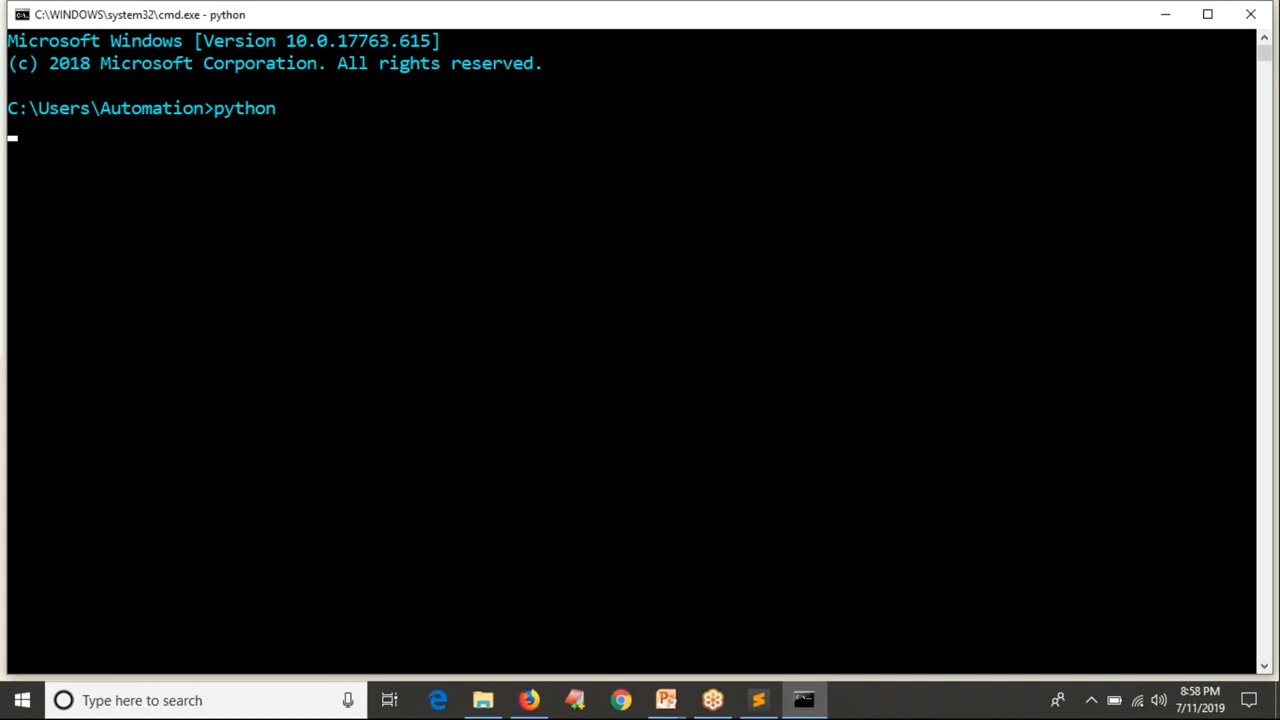 C:\WINDOWS\system32\cmd.exe - python
Microsoft Windows [Version 10.0.17763.615]
(c) 2018 Microsoft Corporation. All rights reserved.
C:\Users\Automation>python
Type here to search
8:58 PM
7/11/2019